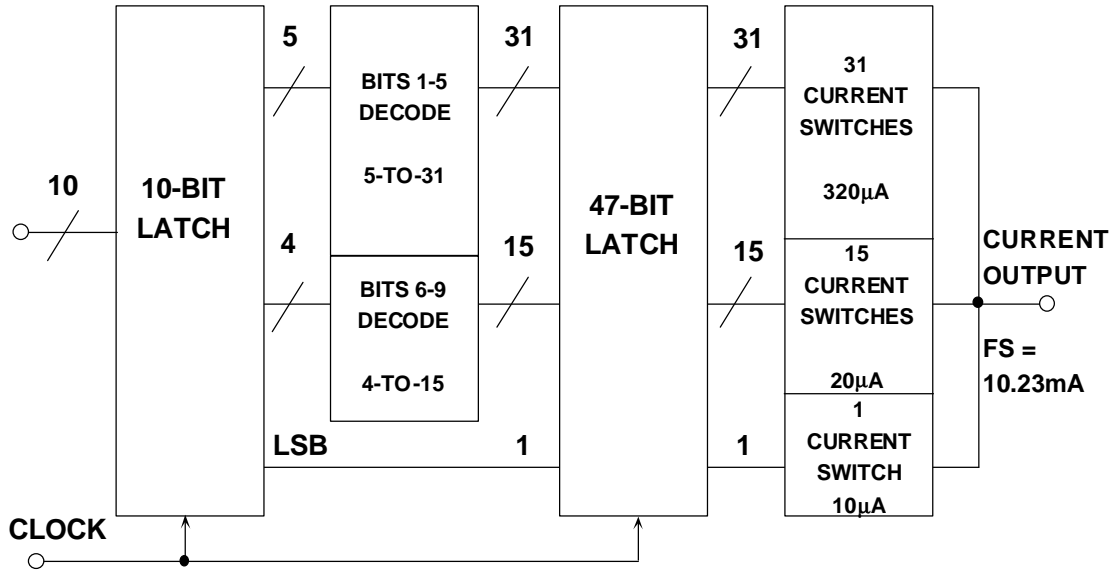 5
31
31
BITS 1-5
DECODE
5-TO-31
31
CURRENT
SWITCHES
320μA
10
10-BIT
LATCH
47-BIT
LATCH
4
15
15
BITS 6-9
DECODE
4-TO-15
15
CURRENT
SWITCHES
20μA
CURRENT
OUTPUT
FS =
10.23mA
LSB
1
1
1
CURRENT
SWITCH
10μA
CLOCK